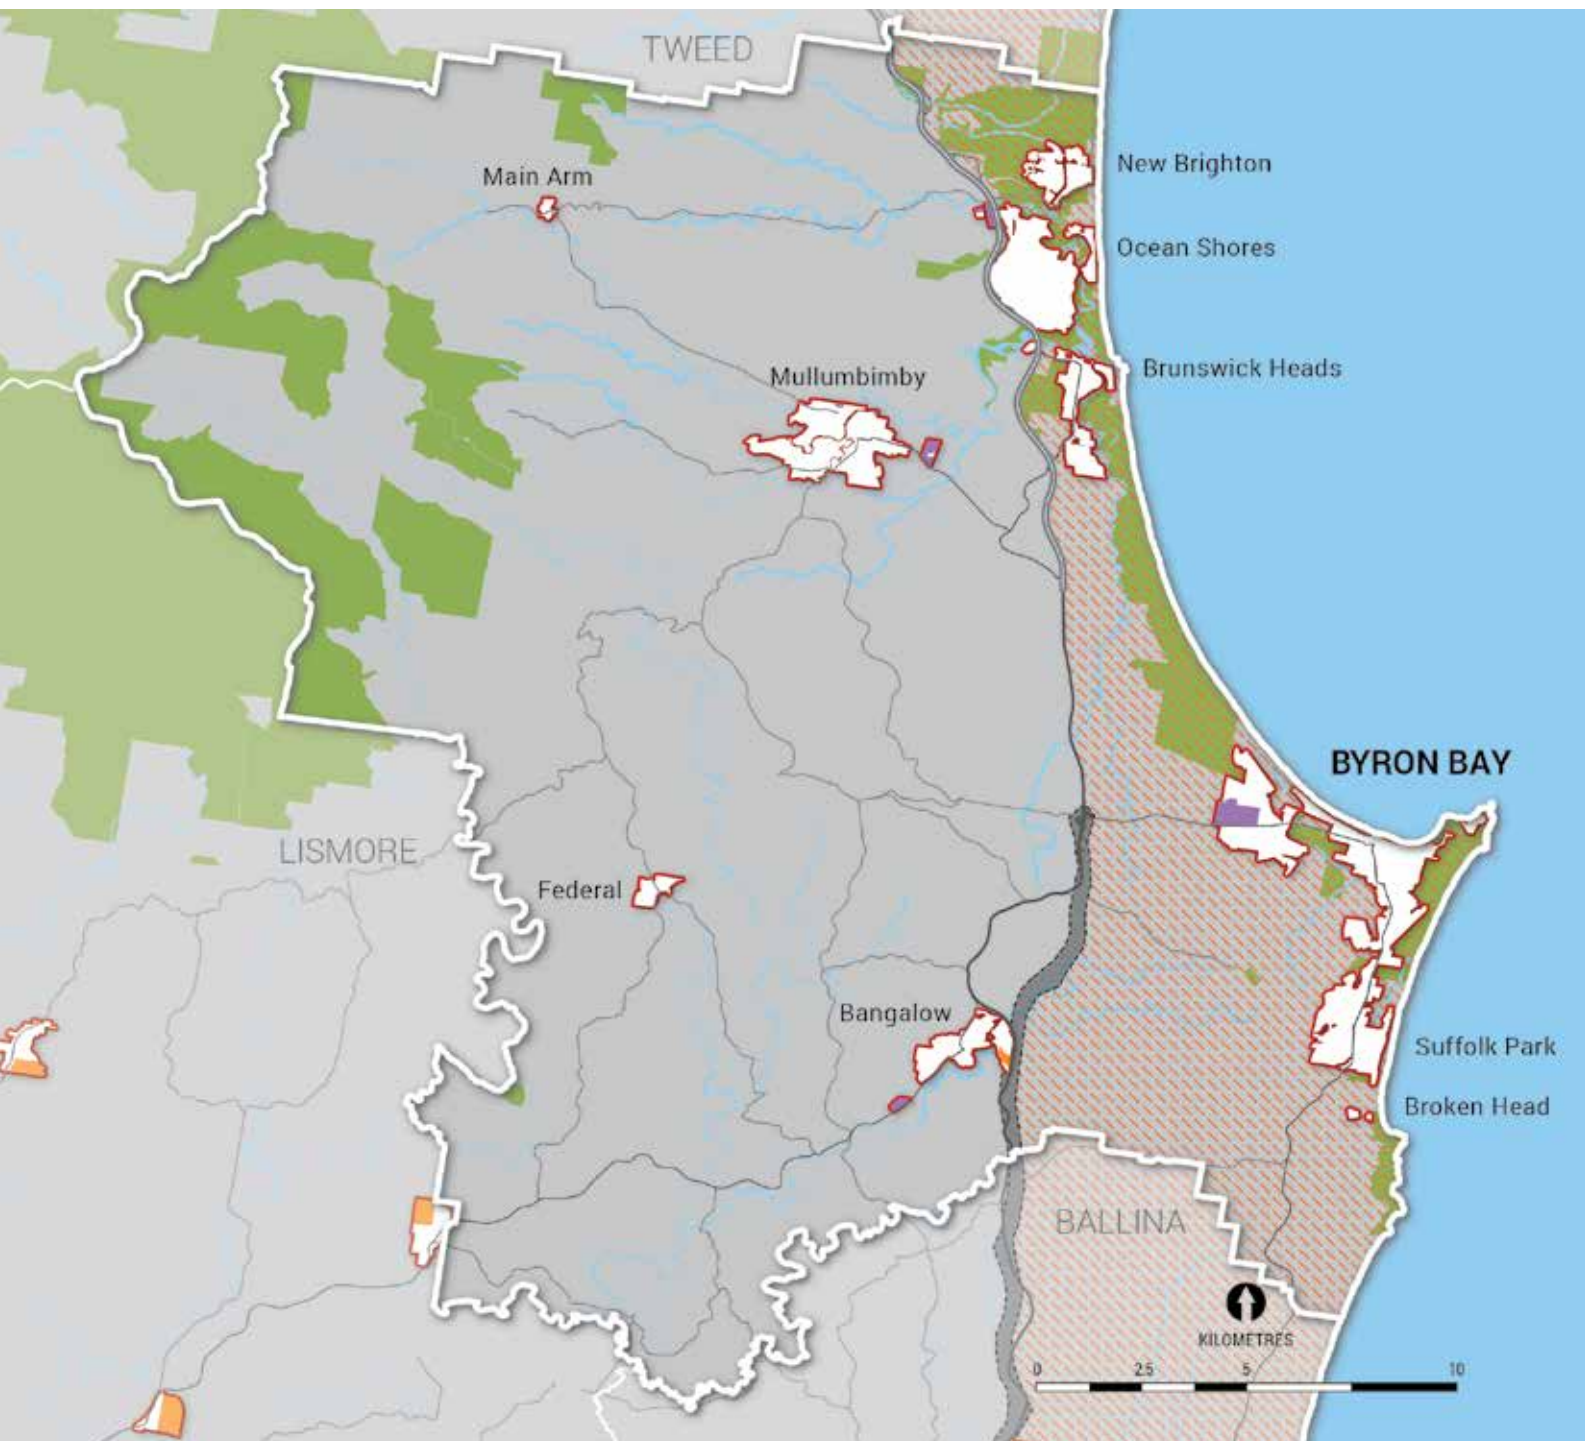 TWEED
New Brighton
Main Arm
Ocean Shores
Brunswick Heads
Mullumbimby
BYRON BAY
LISMORE
Federal
Bangalow
Suffolk Park
Broken Head
BALLINA
KILOMETRES
0 2.5 5 10